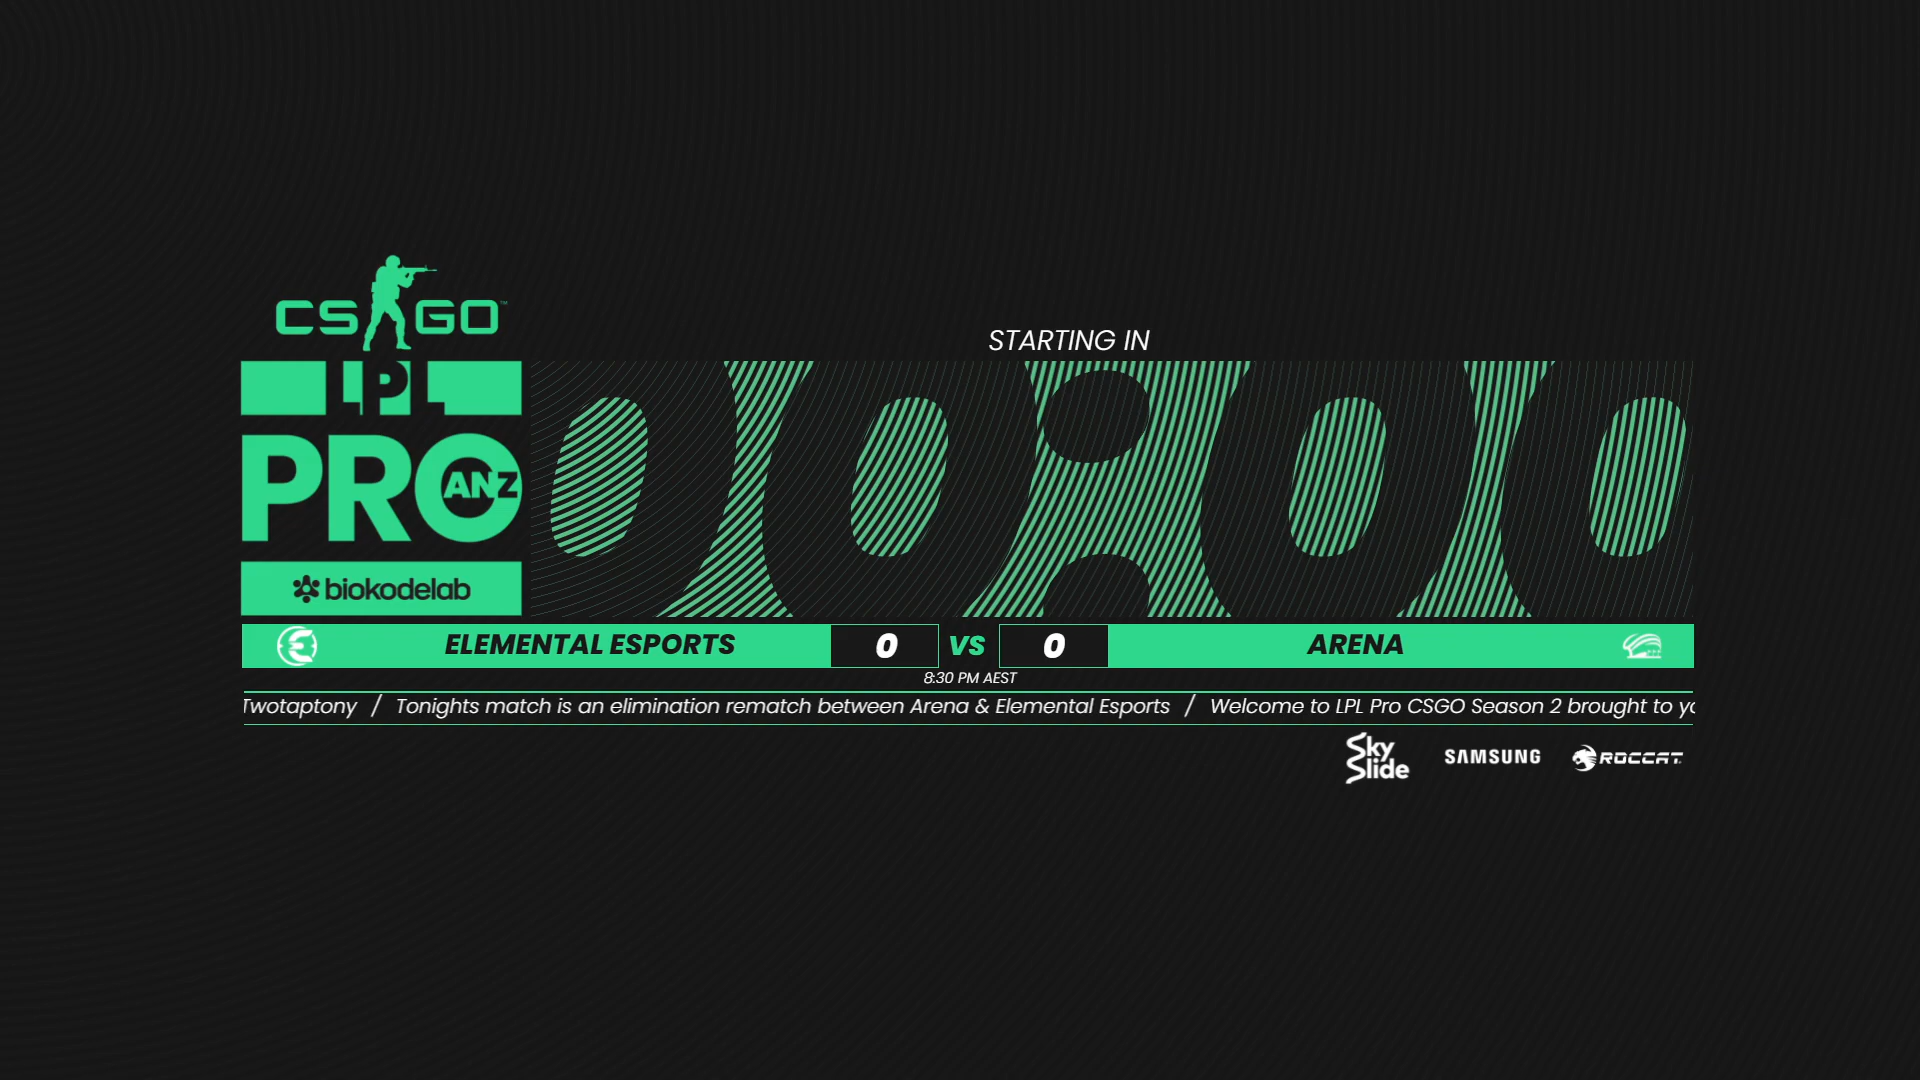 CS GO™
STARTING IN
LPL
PRO ANZ
00:00
biokodelab
ELEMENTAL ESPORTS 0 VS 0 ARENA
8:30 PM AEST
Twotaptony / Tonights match is an elimination rematch between Arena & Elemental Esports / Welcome to LPL Pro CSGO Season 2 brought to yo
Sky Slide SAMSUNG ROCCAT